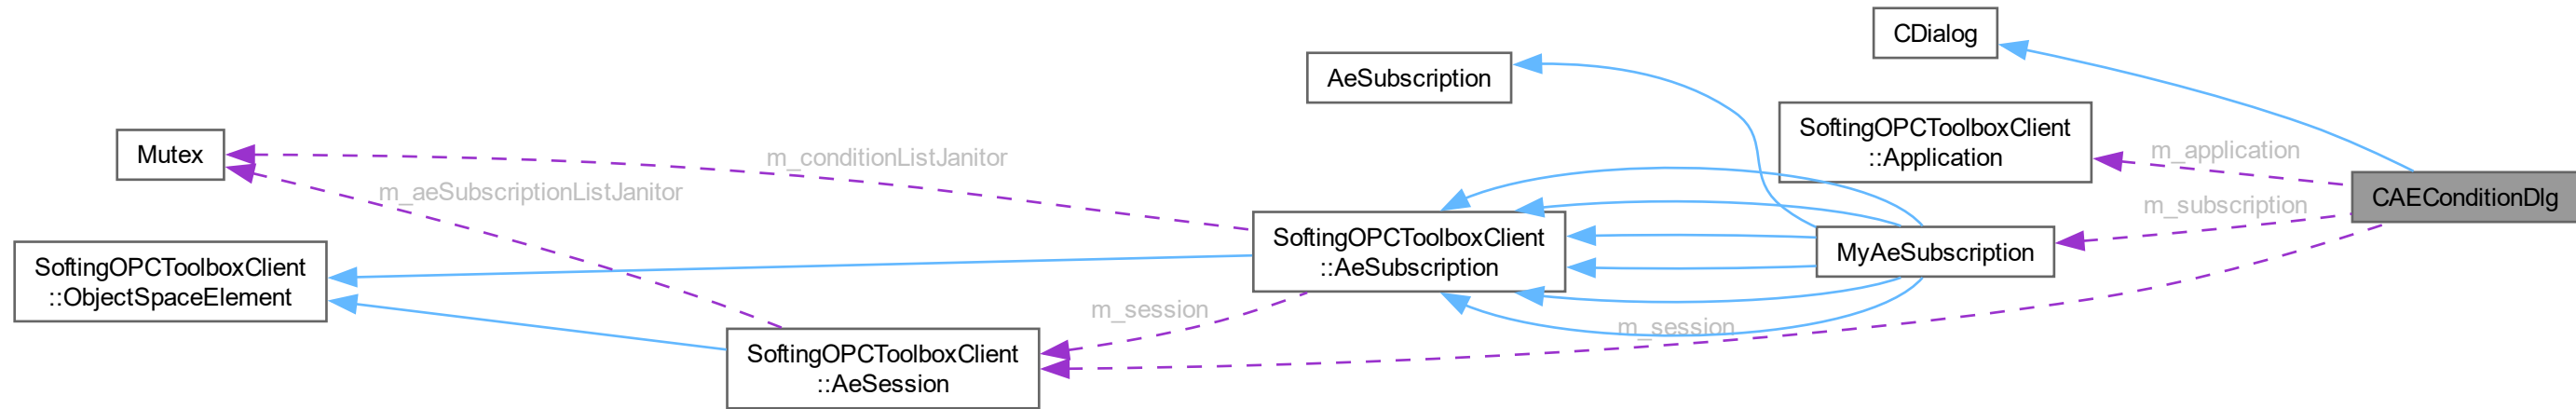 CDialog
AeSubscription
SoftingOPCToolboxClient
::Application
m_application
Mutex
m_conditionListJanitor
m_aeSubscriptionListJanitor
CAEConditionDlg
m_subscription
SoftingOPCToolboxClient
::AeSubscription
MyAeSubscription
SoftingOPCToolboxClient
::ObjectSpaceElement
m_session
m_session
SoftingOPCToolboxClient
::AeSession